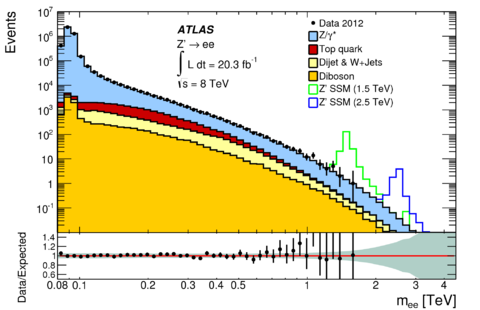 10⁷
10⁶
10⁵
10⁴
10³
10²
10
1
10⁻¹
Events
ATLAS
Z' → ee
∫ L dt = 20.3 fb⁻¹
√s = 8 TeV
Data 2012
Z/γ*
Top quark
Dijet & W+Jets
Diboson
Z' SSM (1.5 TeV)
Z' SSM (2.5 TeV)
Data/Expected
1.4
1.2
1.0
0.8
0.6
0.08 0.1 0.2 0.3 0.4 0.5 1 2 3 4
mₑₑ [TeV]